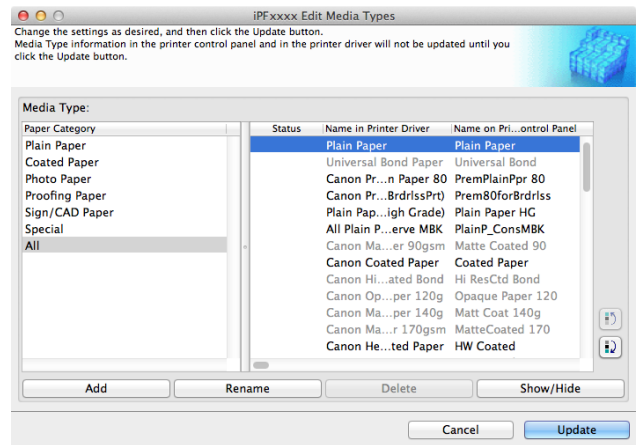 iPFxxxx Edit Media Types
Change the settings as desired, and then click the Update button.
Media Type information in the printer control panel and in the printer driver will not be updated until you
click the Update button.
Media Type:
Paper Category Status Name in Printer Driver Name on Pri...ontrol Panel
Plain Paper Plain Paper Plain Paper
Coated Paper Universal Bond Paper Universal Bond
Photo Paper Canon Pr...n Paper 80 PremPlainPpr 80
Proofing Paper Canon Pr...BrdrlssPrt) Prem80forBrdrlss
Sign/CAD Paper Plain Pap...igh Grade) Plain Paper HG
Special All Plain P...erve MBK PlainP_ConsMBK
All Canon Ma...er 90gsm Matte Coated 90
Canon Coated Paper Coated Paper
Canon Hi...ated Bond Hi ResCtd Bond
Canon Op...per 120g Opaque Paper 120
Canon Ma...per 140g Matt Coat 140g
Canon Ma...r 170gsm MatteCoated 170
Canon He...ted Paper HW Coated
Add Rename Delete Show/Hide
Cancel Update